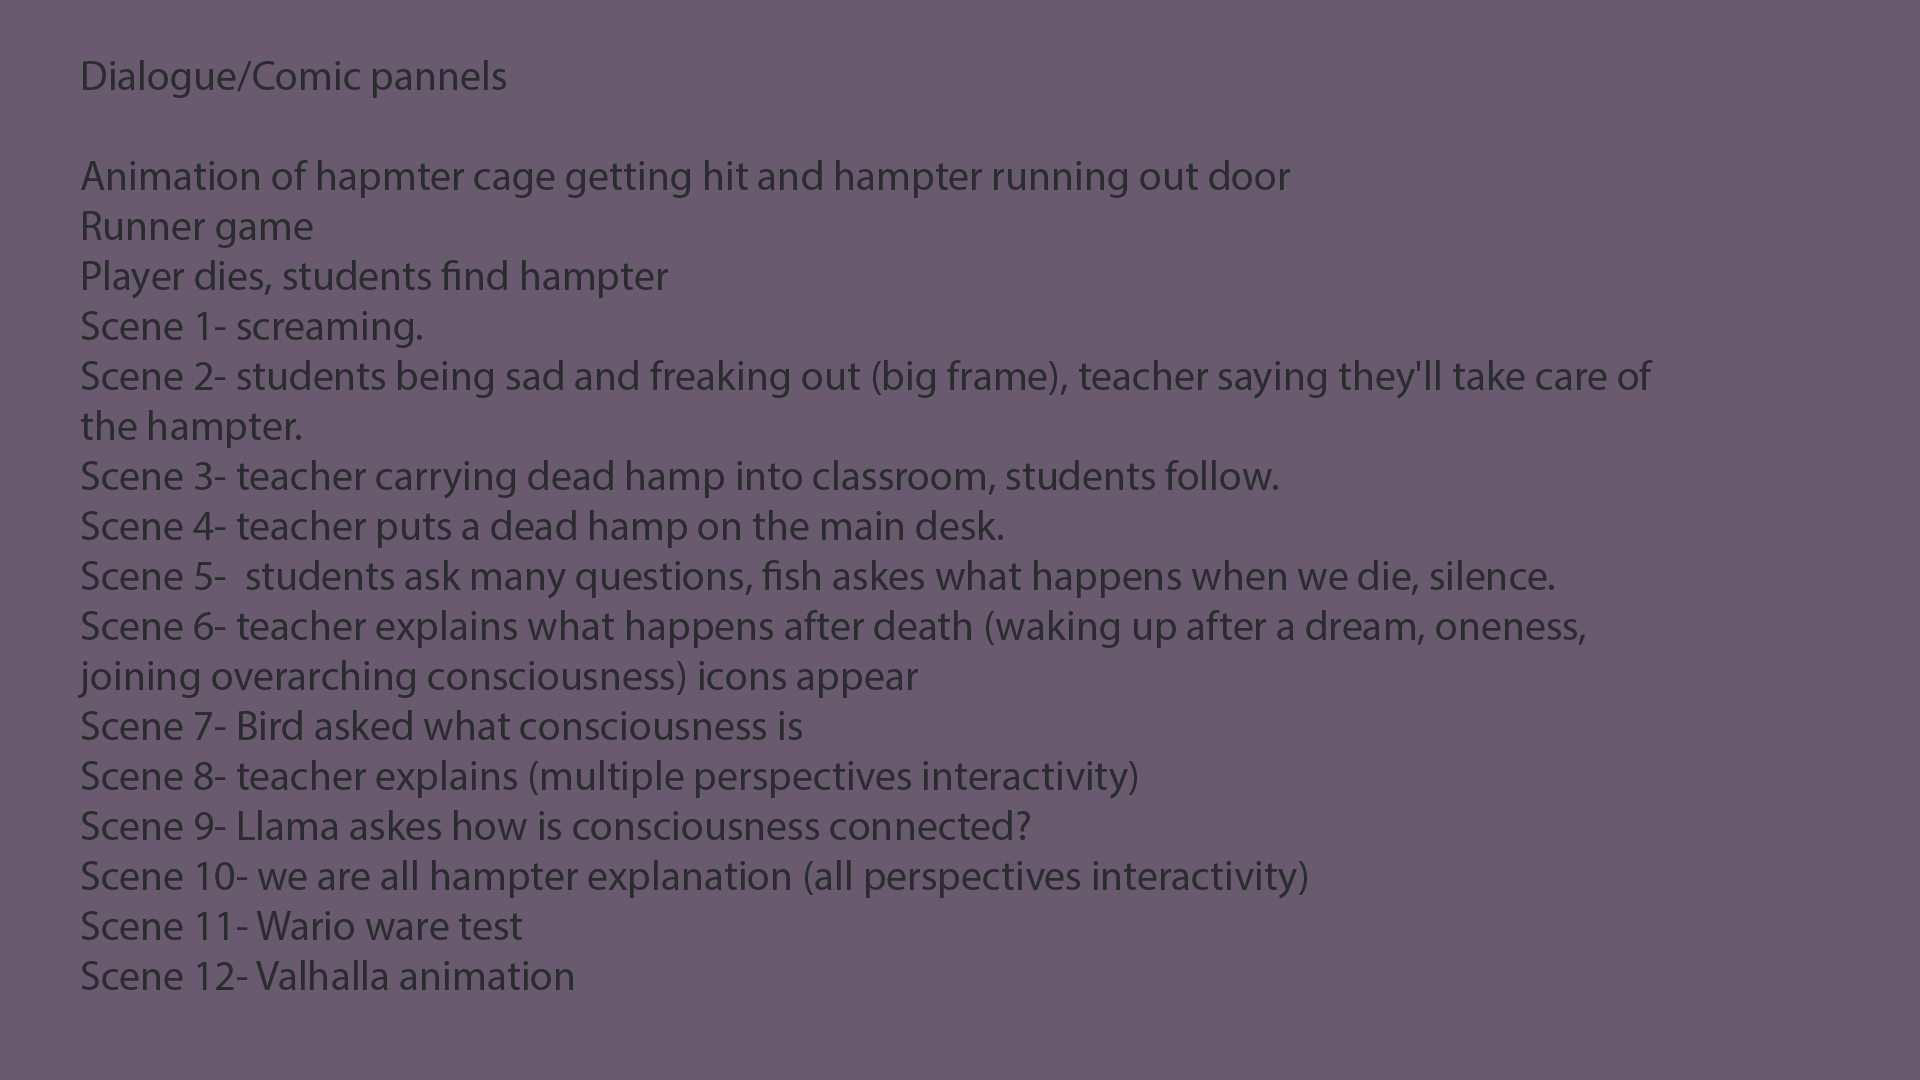 Dialogue/Comic pannels
Animation of hapmter cage getting hit and hampter running out door
Runner game
Player dies, students find hampter
Scene 1- screaming.
Scene 2- students being sad and freaking out (big frame), teacher saying they'll take care of
the hampter.
Scene 3- teacher carrying dead hamp into classroom, students follow.
Scene 4- teacher puts a dead hamp on the main desk.
Scene 5-  students ask many questions, fish askes what happens when we die, silence.
Scene 6- teacher explains what happens after death (waking up after a dream, oneness,
joining overarching consciousness) icons appear
Scene 7- Bird asked what consciousness is
Scene 8- teacher explains (multiple perspectives interactivity)
Scene 9- Llama askes how is consciousness connected?
Scene 10- we are all hampter explanation (all perspectives interactivity)
Scene 11- Wario ware test
Scene 12- Valhalla animation